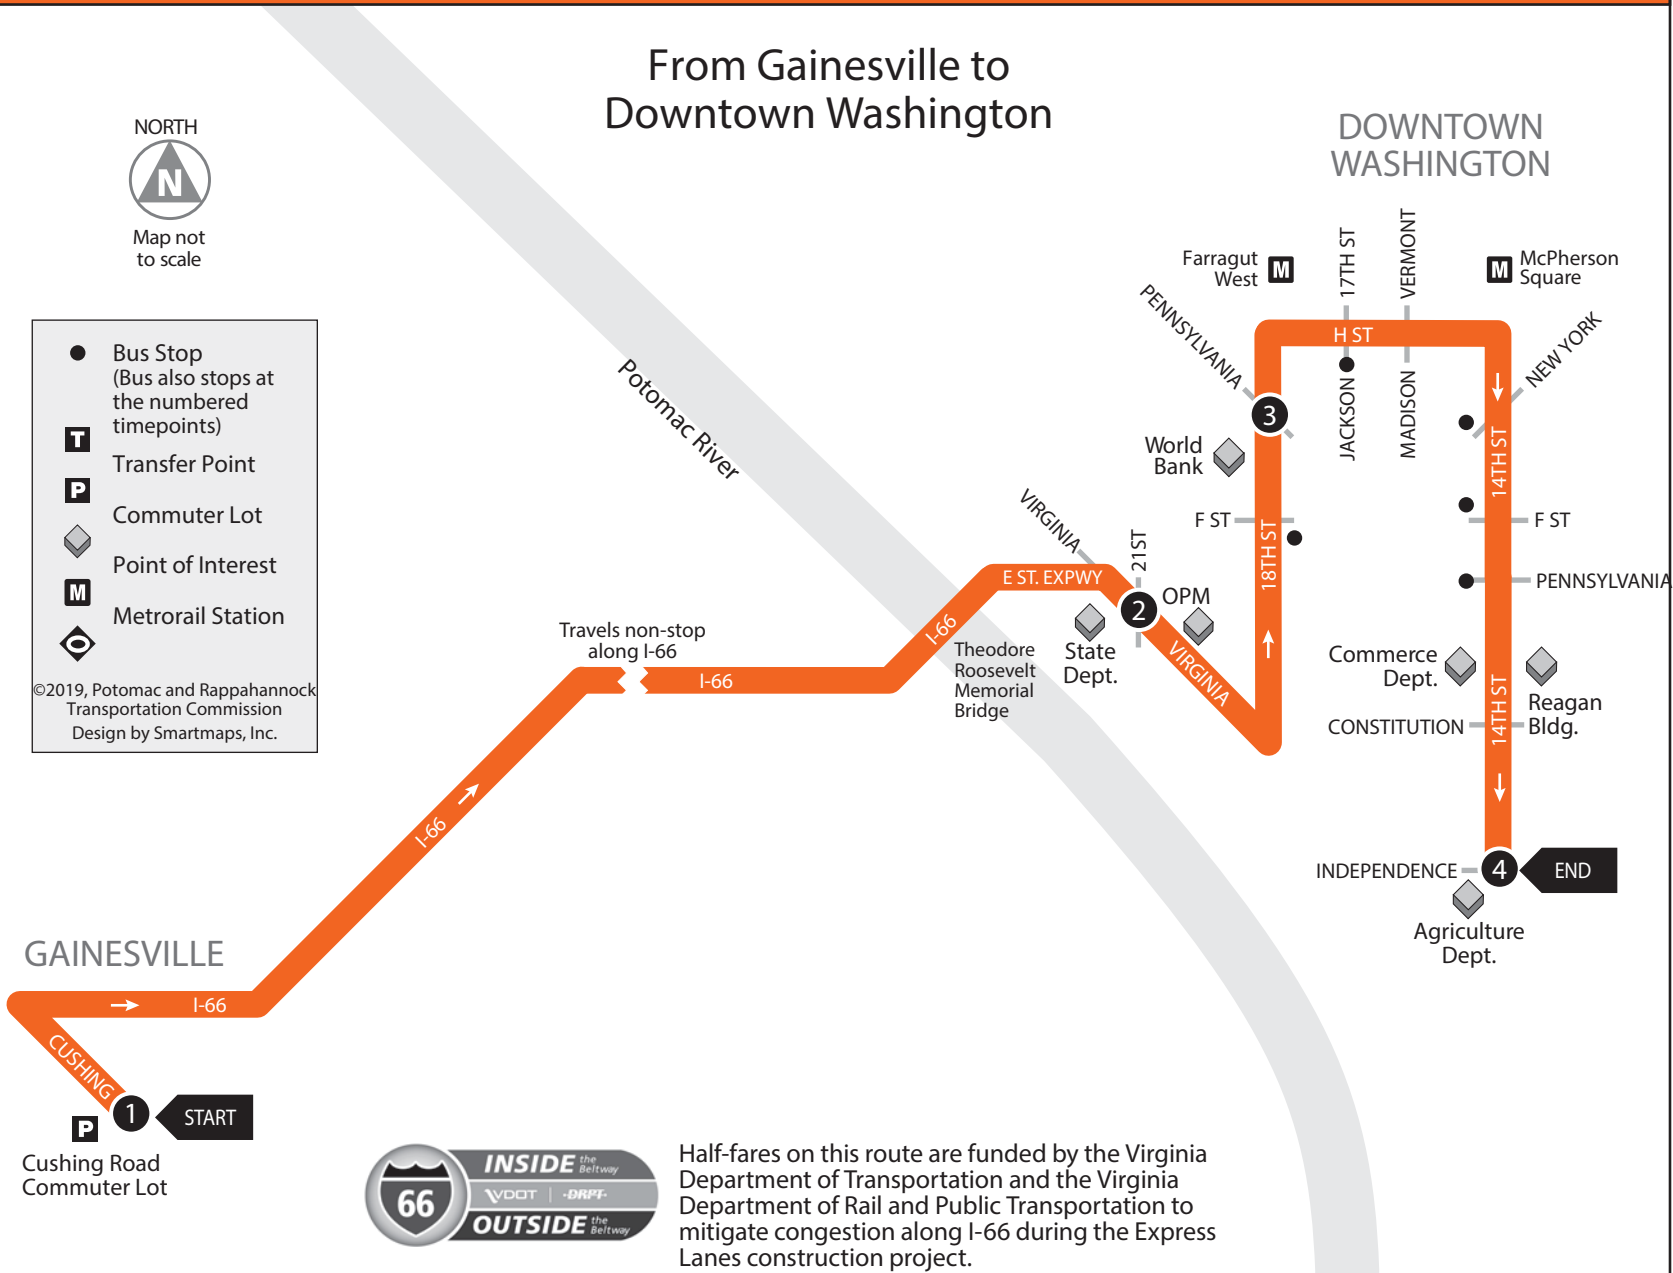 From Gainesville to
Downtown Washington
NORTH
N
Map not
to scale
DOWNTOWN
WASHINGTON
Bus Stop
(Bus also stops at
the numbered
timepoints)
T
Transfer Point
P
Commuter Lot
Point of Interest
M
Metrorail Station
©2019, Potomac and Rappahannock
Transportation Commission
Design by Smartmaps, Inc.
Potomac River
Farragut
West
M
17TH ST
VERMONT
M
McPherson
Square
PENNSYLVANIA
H ST
NEW YORK
JACKSON
MADISON
3
World
Bank
14TH ST
F ST
18TH ST
F ST
VIRGINIA
21ST
E ST. EXPWY
PENNSYLVANIA
2
OPM
I-66
State
Dept.
VIRGINIA
Theodore
Roosevelt
Memorial
Bridge
Travels non-stop
along I-66
I-66
Commerce
Dept.
Reagan
Bldg.
14TH ST
CONSTITUTION
I-66
INDEPENDENCE
4
END
Agriculture
Dept.
GAINESVILLE
I-66
CUSHING
1
START
P
Cushing Road
Commuter Lot
66
INSIDE the Beltway
VDOT | DRPT
OUTSIDE the Beltway
Half-fares on this route are funded by the Virginia
Department of Transportation and the Virginia
Department of Rail and Public Transportation to
mitigate congestion along I-66 during the Express
Lanes construction project.